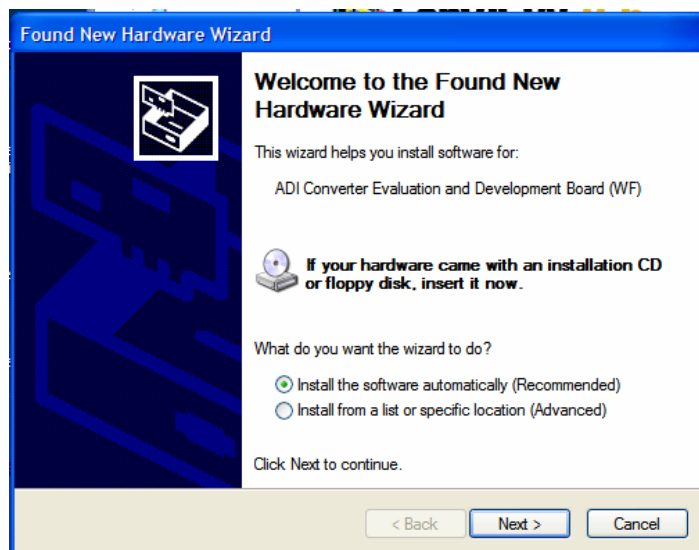 Found New Hardware Wizard
Welcome to the Found New
Hardware Wizard
This wizard helps you install software for:
ADI Converter Evaluation and Development Board (WF)
If your hardware came with an installation CD
or floppy disk, insert it now.
What do you want the wizard to do?
Install the software automatically (Recommended)
Install from a list or specific location (Advanced)
Click Next to continue.
< Back Next > Cancel